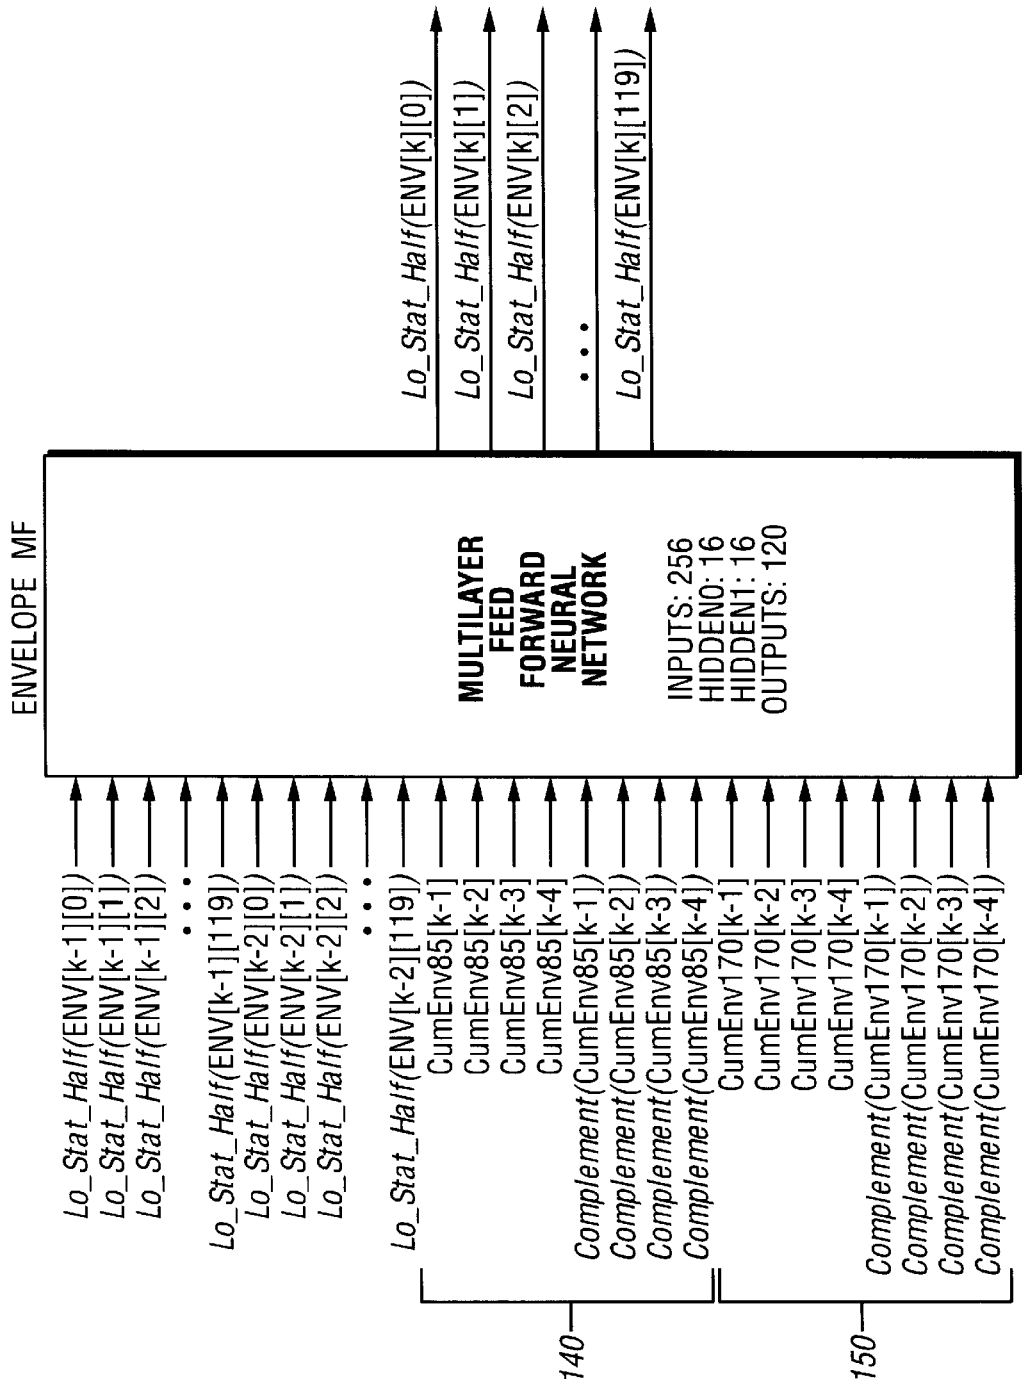 ENVELOPE MF
Lo_Stat_Half(ENV[k-1][0])
Lo_Stat_Half(ENV[k-1][1])
Lo_Stat_Half(ENV[k-1][2])
• • •
Lo_Stat_Half(ENV[k-1][119])
Lo_Stat_Half(ENV[k-2][0])
Lo_Stat_Half(ENV[k-2][1])
Lo_Stat_Half(ENV[k-2][2])
• • •
Lo_Stat_Half(ENV[k-2][119])
CumEnv85[k-1]
CumEnv85[k-2]
CumEnv85[k-3]
CumEnv85[k-4]
Complement(CumEnv85[k-1])
Complement(CumEnv85[k-2])
Complement(CumEnv85[k-3])
Complement(CumEnv85[k-4])
CumEnv170[k-1]
CumEnv170[k-2]
CumEnv170[k-3]
CumEnv170[k-4]
Complement(CumEnv170[k-1])
Complement(CumEnv170[k-2])
Complement(CumEnv170[k-3])
Complement(CumEnv170[k-4])
140
150
MULTILAYER
FEED
FORWARD
NEURAL
NETWORK
INPUTS: 256
HIDDEN0: 16
HIDDEN1: 16
OUTPUTS: 120
Lo_Stat_Half(ENV[k][0])
Lo_Stat_Half(ENV[k][1])
Lo_Stat_Half(ENV[k][2])
• • •
Lo_Stat_Half(ENV[k][119])